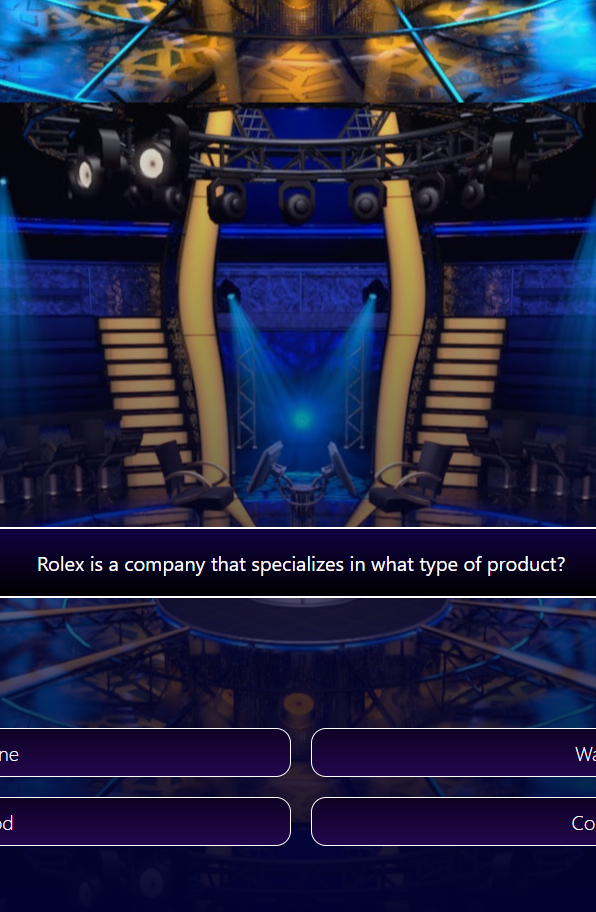 Rolex is a company that specializes in what type of product?
ne
Wa
od
Co